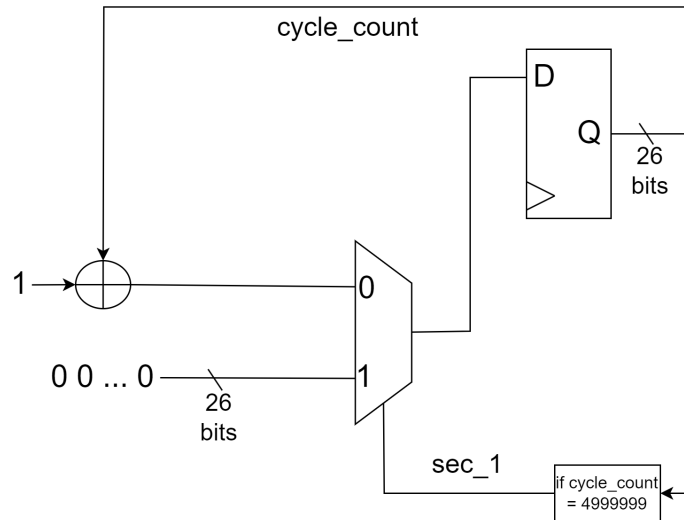 cycle_count
D
Q
26
bits
1
0
0 0 ... 0
1
26
bits
sec_1
if cycle_count
= 4999999